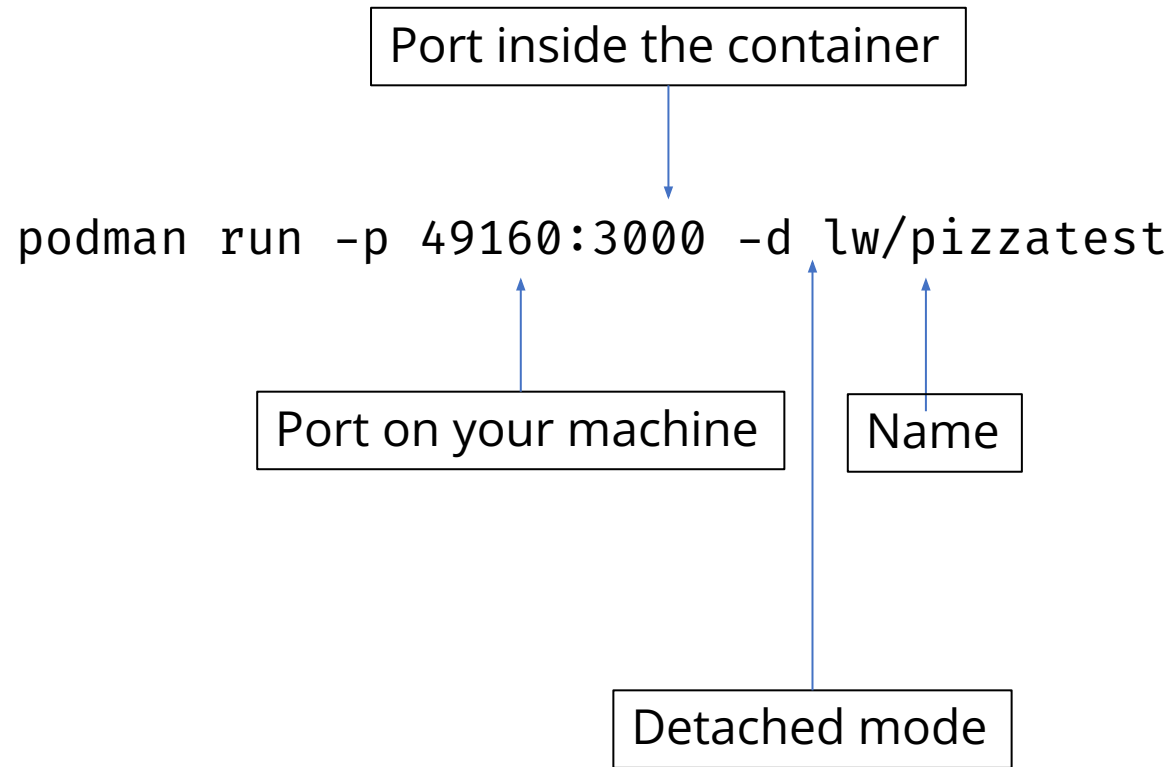 Port inside the container
podman run -p 49160:3000 -d lw/pizzatest
Port on your machine
Name
Detached mode